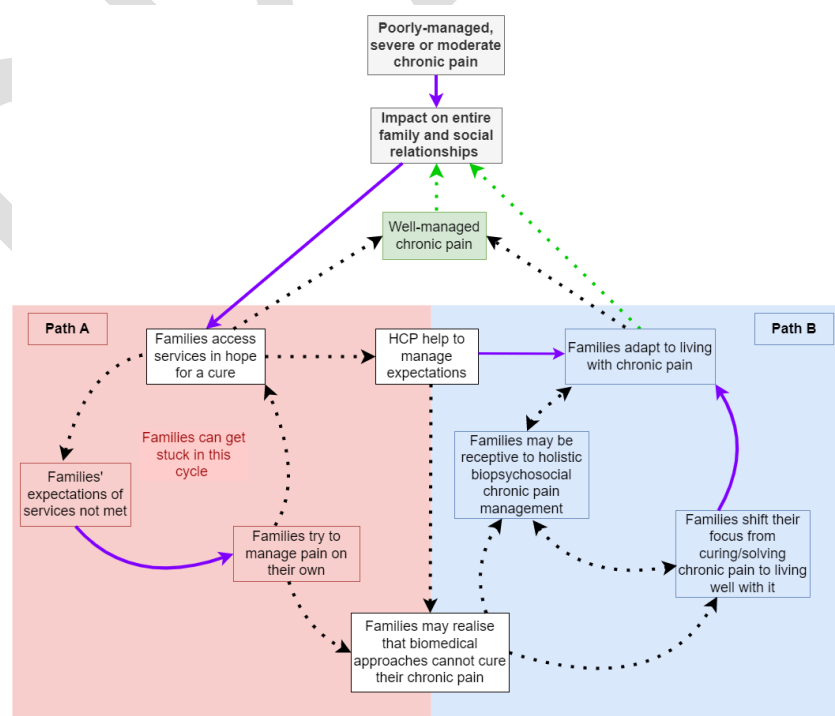 Poorly-managed,
severe or moderate
chronic pain
Impact on entire
family and social
relationships
Well-managed
chronic pain
Path A
Path B
Families access
services in hope
for a cure
HCP help to
manage
expectations
Families adapt to living
with chronic pain
Families can get
stuck in this
cycle
Families may be
receptive to holistic
biopsychosocial
chronic pain
management
Families'
expectations of
services not met
Families try to
manage pain on
their own
Families shift their
focus from
curing/solving
chronic pain to living
well with it
Families may realise
that biomedical
approaches cannot cure
their chronic pain